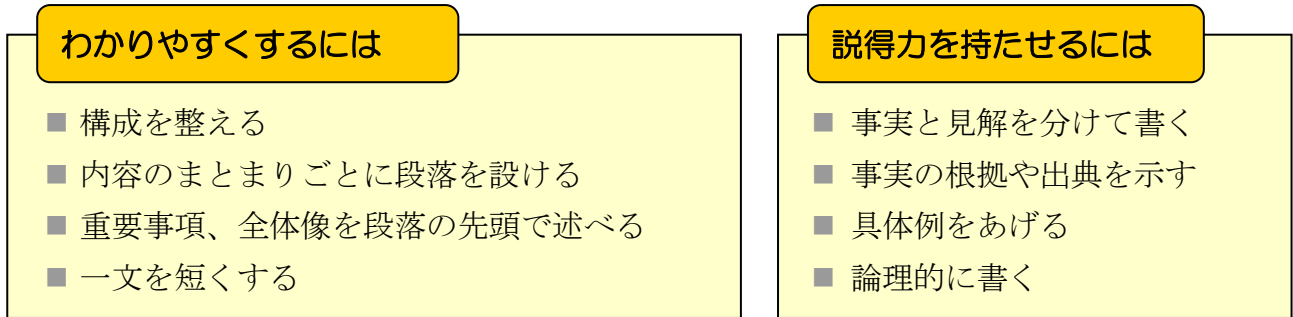 わかりやすくするには
■ 構成を整える
■ 内容のまとまりごとに段落を設ける
■ 重要事項、全体像を段落の先頭で述べる
■ 一文を短くする
説得力を持たせるには
■ 事実と見解を分けて書く
■ 事実の根拠や出典を示す
■ 具体例をあげる
■ 論理的に書く